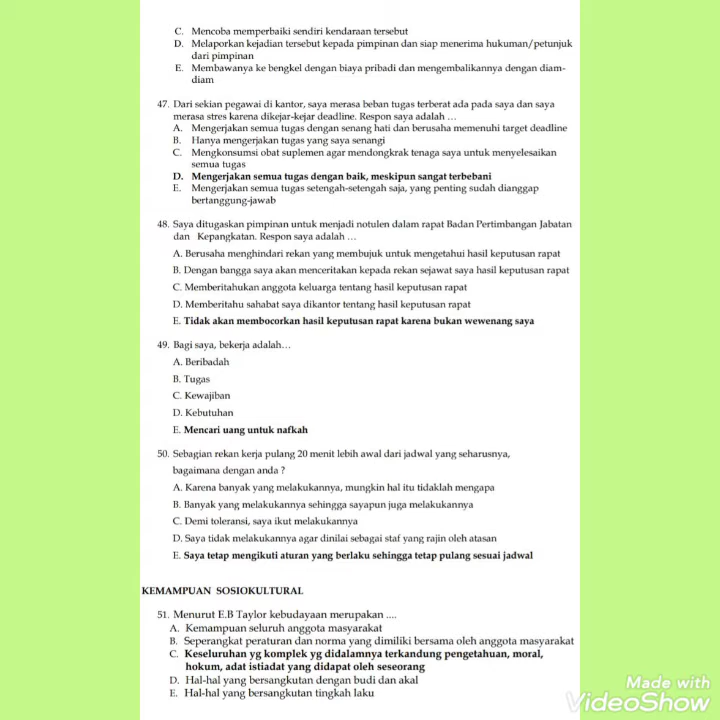 C. Mencoba memperbaiki sendiri kendaraan tersebut
D. Melaporkan kejadian tersebut kepada pimpinan dan siap menerima hukuman/petunjuk
dari pimpinan
E. Membawanya ke bengkel dengan biaya pribadi dan mengembalikannya dengan diam-
diam
47. Dari sekian pegawai di kantor, saya merasa beban tugas terberat ada pada saya dan saya
merasa stres karena dikejar-kejar deadline. Respon saya adalah …
A. Mengerjakan semua tugas dengan senang hati dan berusaha memenuhi target deadline
B. Hanya mengerjakan tugas yang saya senangi
C. Mengkonsumsi obat suplemen agar mendongkrak tenaga saya untuk menyelesaikan
semua tugas
D. Mengerjakan semua tugas dengan baik, meskipun sangat terbebani
E. Mengerjakan semua tugas setengah-setengah saja, yang penting sudah dianggap
bertanggung-jawab
48. Saya ditugaskan pimpinan untuk menjadi notulen dalam rapat Badan Pertimbangan Jabatan
dan Kepangkatan. Respon saya adalah …
A. Berusaha menghindari rekan yang membujuk untuk mengetahui hasil keputusan rapat
B. Dengan bangga saya akan menceritakan kepada rekan sejawat saya hasil keputusan rapat
C. Memberitahukan anggota keluarga tentang hasil keputusan rapat
D. Memberitahu sahabat saya dikantor tentang hasil keputusan rapat
E. Tidak akan membocorkan hasil keputusan rapat karena bukan wewenang saya
49. Bagi saya, bekerja adalah…
A. Beribadah
B. Tugas
C. Kewajiban
D. Kebutuhan
E. Mencari uang untuk nafkah
50. Sebagian rekan kerja pulang 20 menit lebih awal dari jadwal yang seharusnya,
bagaimana dengan anda ?
A. Karena banyak yang melakukannya, mungkin hal itu tidaklah mengapa
B. Banyak yang melakukannya sehingga sayapun juga melakukannya
C. Demi toleransi, saya ikut melakukannya
D. Saya tidak melakukannya agar dinilai sebagai staf yang rajin oleh atasan
E. Saya tetap mengikuti aturan yang berlaku sehingga tetap pulang sesuai jadwal
KEMAMPUAN SOSIOKULTURAL
51. Menurut E.B Taylor kebudayaan merupakan ....
A. Kemampuan seluruh anggota masyarakat
B. Seperangkat peraturan dan norma yang dimiliki bersama oleh anggota masyarakat
C. Keseluruhan yg komplek yg didalamnya terkandung pengetahuan, moral,
hokum, adat istiadat yang didapat oleh seseorang
D. Hal-hal yang bersangkutan dengan budi dan akal
E. Hal-hal yang bersangkutan tingkah laku
Made with
VideoShow